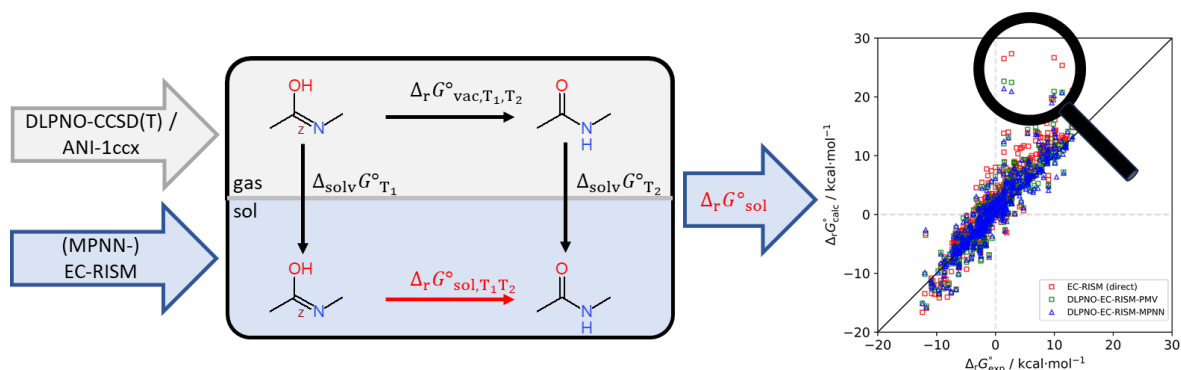 DLPNO-CCSD(T) /
ANI-1ccx
(MPNN-)
EC-RISM
OH
Z
N
ΔrG°vac,T1,T2
O
N
H
ΔsolvG°T1
ΔsolvG°T2
gas
sol
OH
Z
N
ΔrG°sol,T1T2
O
N
H
ΔrG°sol
30
20
10
0
−10
−20
ΔrG°calc / kcal·mol−1
EC-RISM (direct)
DLPNO-EC-RISM-PMV
DLPNO-EC-RISM-MPNN
−20
−10
0
10
20
30
ΔrG°exp / kcal·mol−1